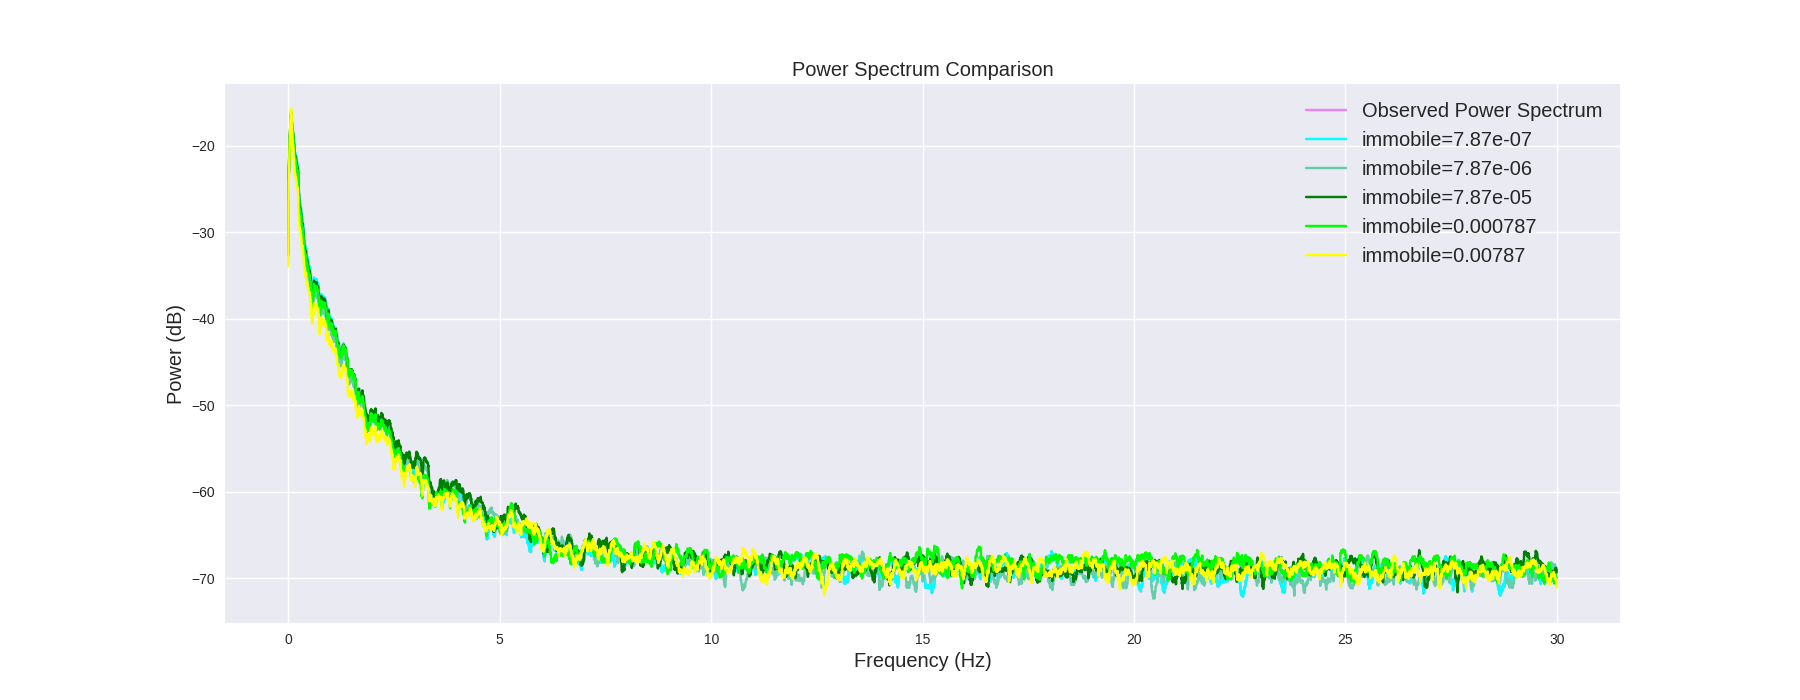 Power Spectrum Comparison
Observed Power Spectrum
immobile=7.87e-07
immobile=7.87e-06
immobile=7.87e-05
immobile=0.000787
immobile=0.00787
Power (dB)
−20
−30
−40
−50
−60
−70
0 5 10 15 20 25 30
Frequency (Hz)